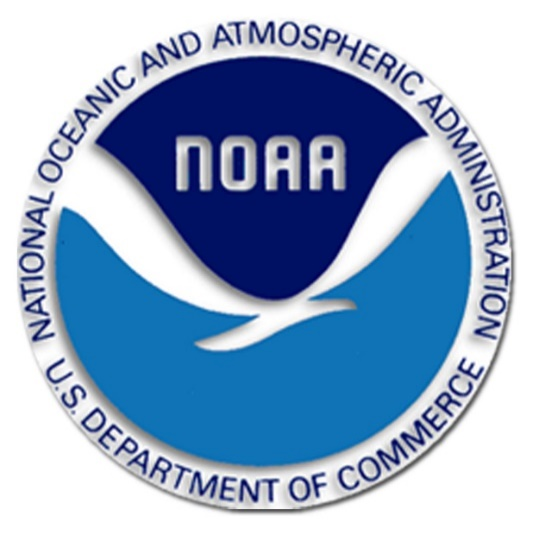 NATIONAL OCEANIC AND ATMOSPHERIC ADMINISTRATION
NOAA
U.S. DEPARTMENT OF COMMERCE